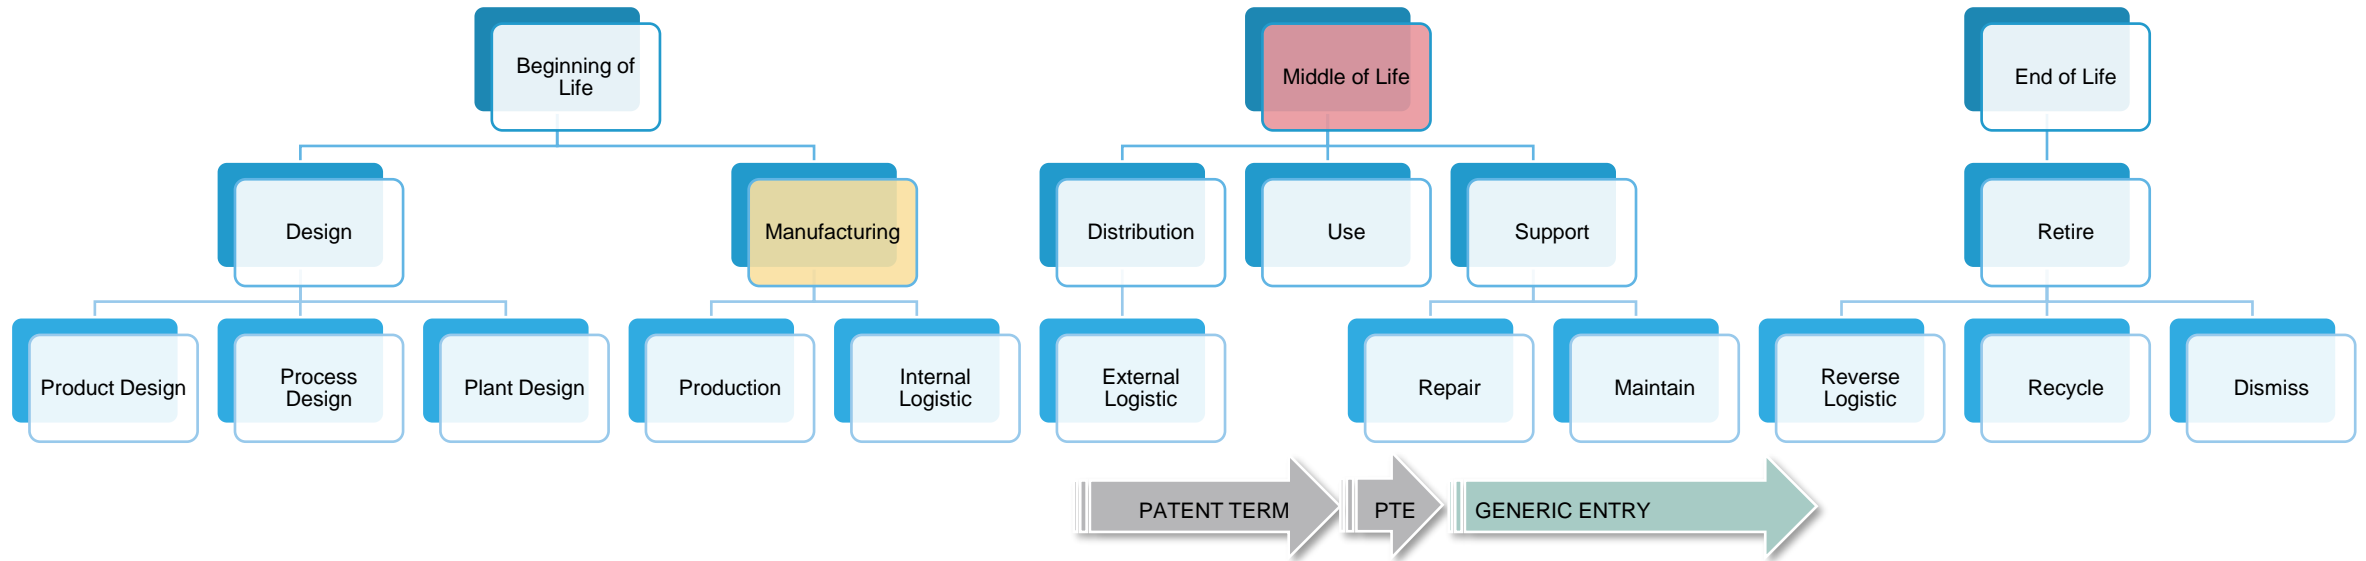 Beginning of
Life
Middle of Life
End of Life
Design
Manufacturing
Distribution
Use
Support
Retire
Product Design
Process
Design
Plant Design
Production
Internal
Logistic
External
Logistic
Repair
Maintain
Reverse
Logistic
Recycle
Dismiss
PATENT TERM
PTE
GENERIC ENTRY